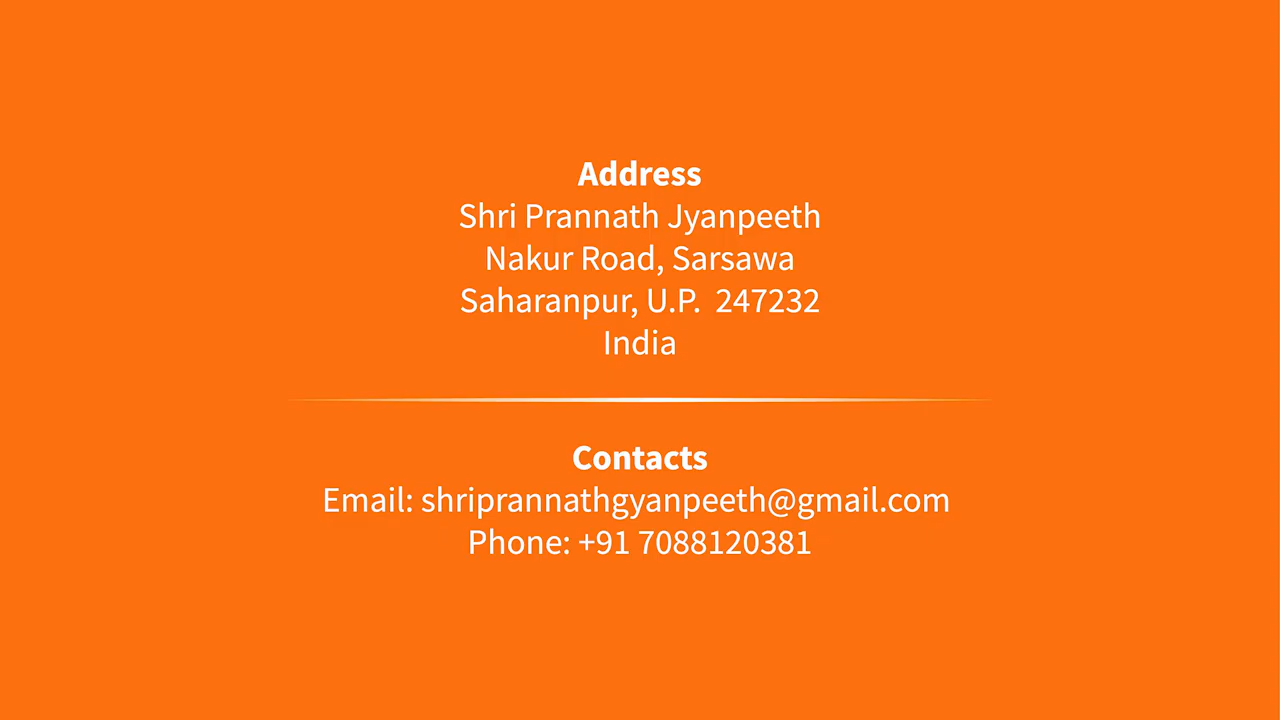 Address
Shri Prannath Jyanpeeth
Nakur Road, Sarsawa
Saharanpur, U.P.  247232
India
Contacts
Email: shriprannathgyanpeeth@gmail.com
Phone: +91 7088120381